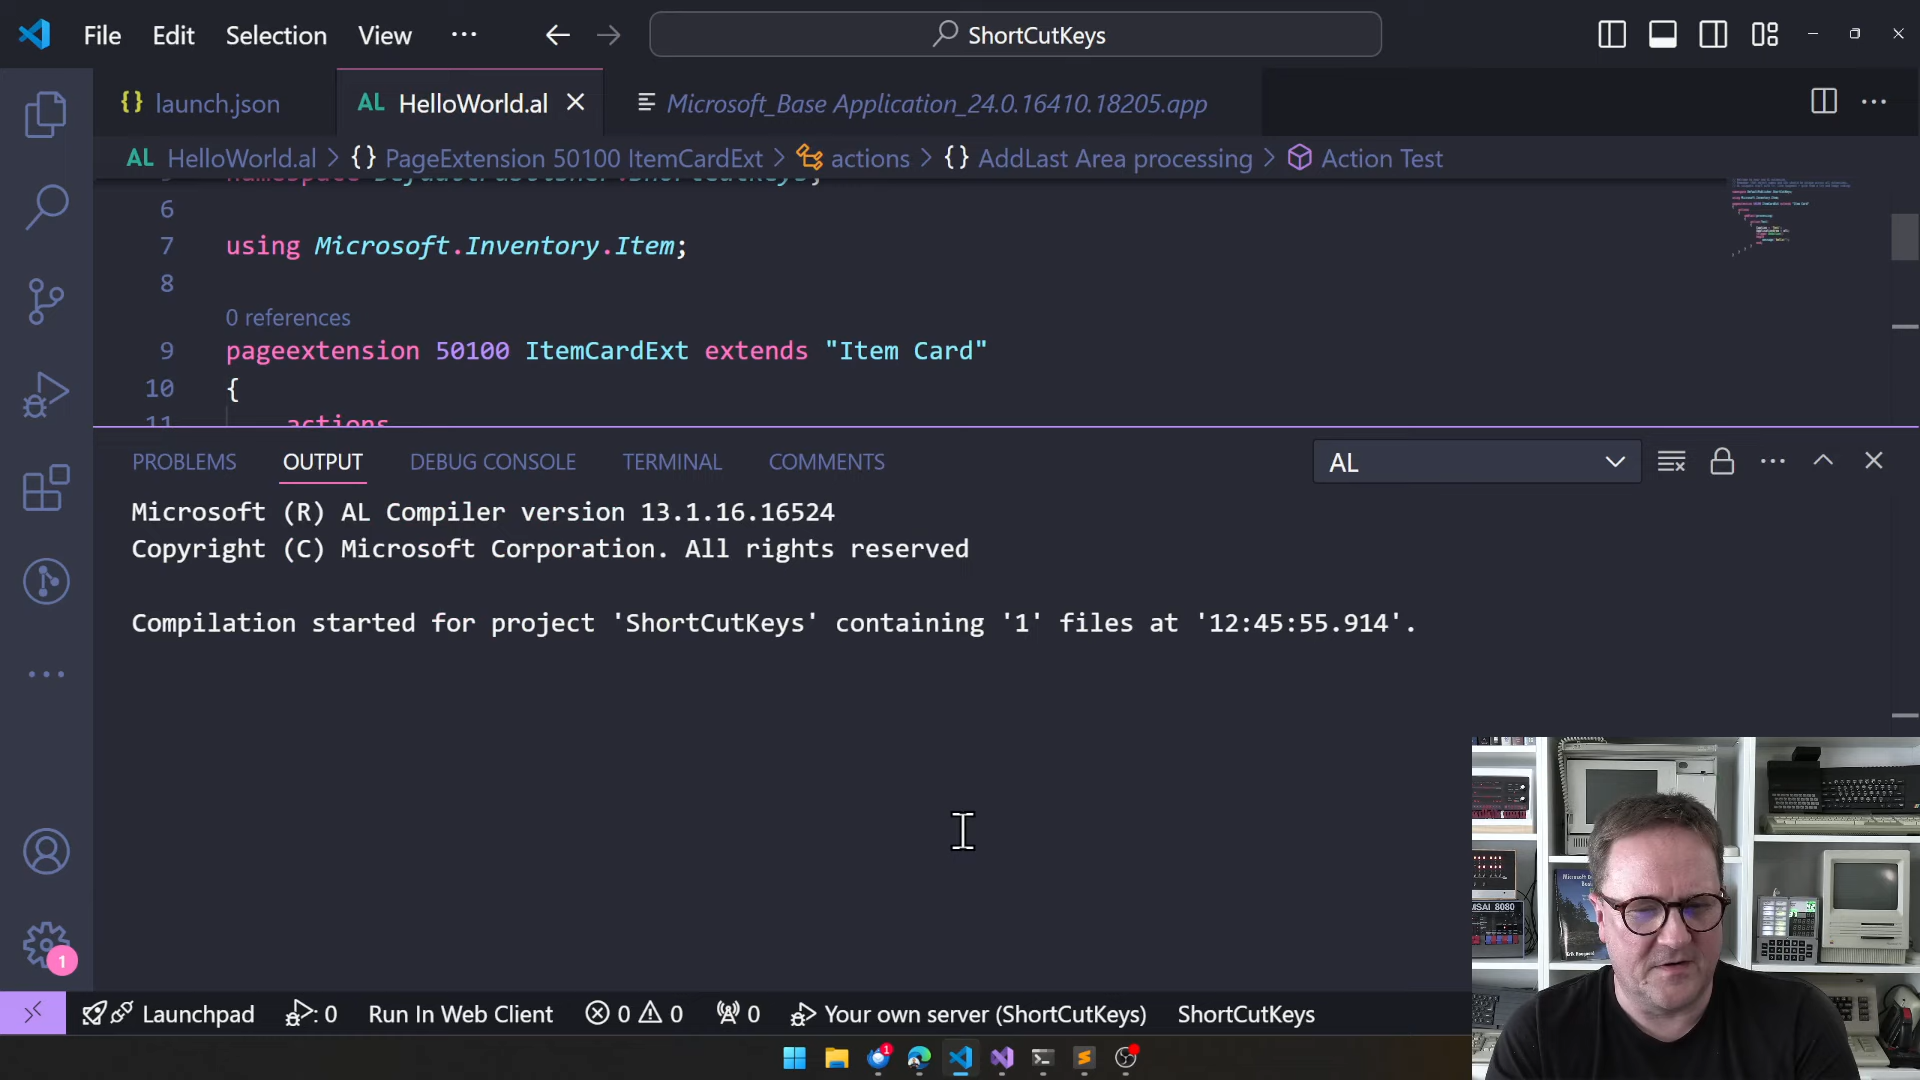 File Edit Selection View ··· ShortCutKeys
launch.json
HelloWorld.al
Microsoft_Base Application_24.0.16410.18205.app
AL HelloWorld.al > {} PageExtension 50100 ItemCardExt > actions > {} AddLast Area processing > Action Test
6
7 using Microsoft.Inventory.Item;
8
0 references
9 pageextension 50100 ItemCardExt extends "Item Card"
10 {
11 actions
PROBLEMS OUTPUT DEBUG CONSOLE TERMINAL COMMENTS AL
Microsoft (R) AL Compiler version 13.1.16.16524
Copyright (C) Microsoft Corporation. All rights reserved
Compilation started for project 'ShortCutKeys' containing '1' files at '12:45:55.914'.
1
Launchpad : 0 Run In Web Client 0 0 0 Your own server (ShortCutKeys) ShortCutKeys